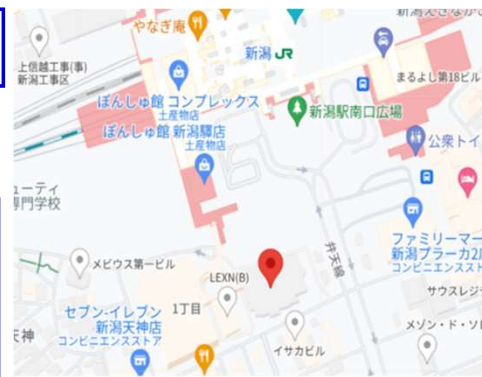 やなぎ庵
上信越工事(事)
新潟工事区
新潟 JR
まるよし第18ビル
ぽんしゅ館 コンプレックス
土産物店
新潟駅南口広場
ぽんしゅ館 新潟驛店
土産物店
公衆トイ
ューティ
専門学校
弁天線
ファミリーマー
新潟プラーカ2
コンビニエンススト
メビウス第一ビル
LEXN(B)
サウスレジ
セブン-イレブン
新潟天神店
コンビニエンスストア
1丁目
天神
イサカビル
メゾン・ド・ソレ